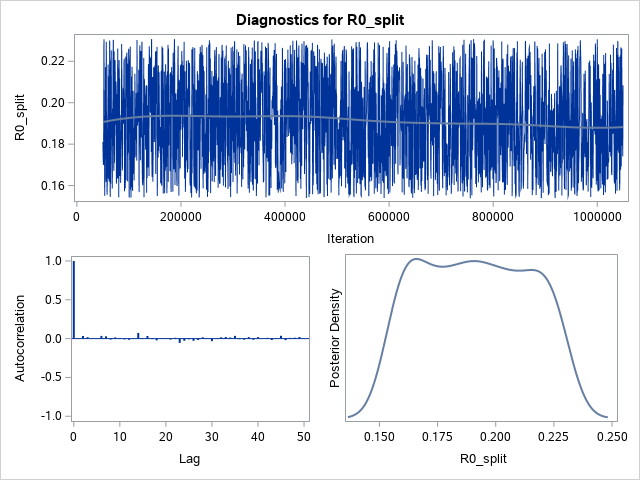 Diagnostics for R0_split
R0_split
0.22
0.20
0.18
0.16
0 200000 400000 600000 800000 1000000
Iteration
Autocorrelation
1.0
0.5
0.0
-0.5
-1.0
0 10 20 30 40 50
Lag
Posterior Density
0.150 0.175 0.200 0.225 0.250
R0_split